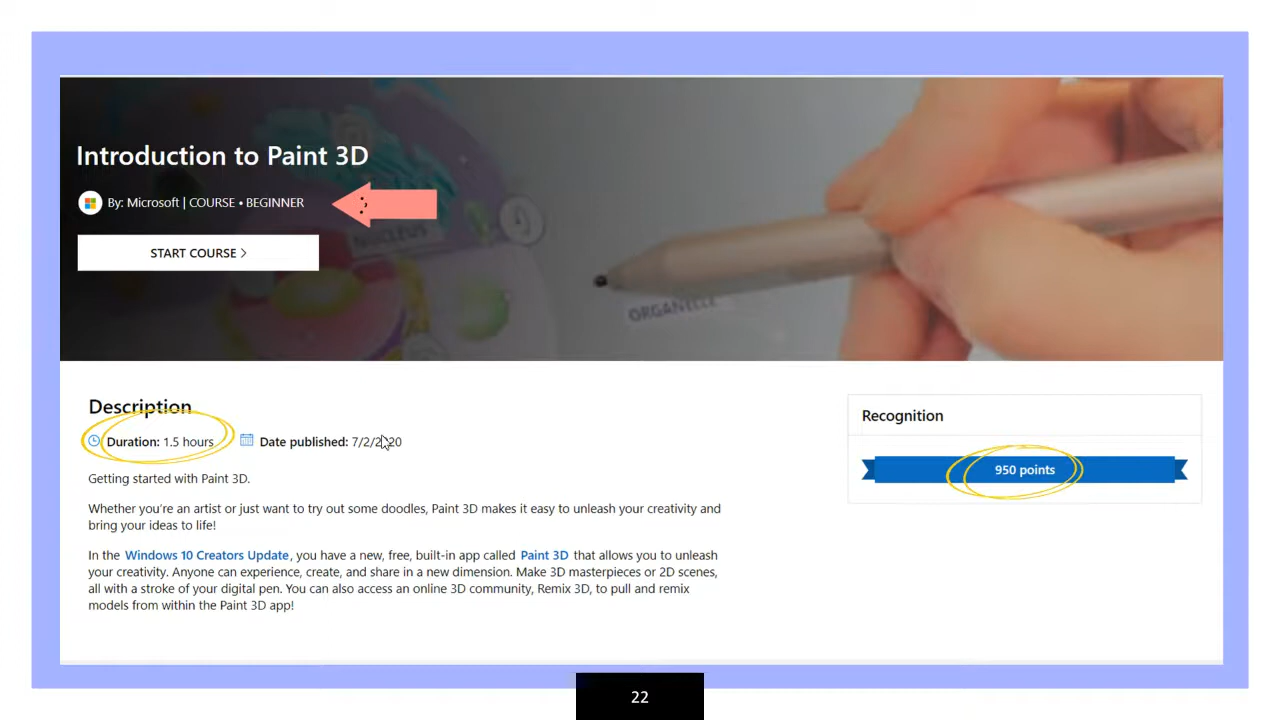 Introduction to Paint 3D
By: Microsoft | COURSE • BEGINNER
START COURSE >
NUCLEUS
ORGANELLE
Description
Duration: 1.5 hours
Date published: 7/2/2020
Recognition
950 points
Getting started with Paint 3D.
Whether you're an artist or just want to try out some doodles, Paint 3D makes it easy to unleash your creativity and
bring your ideas to life!
In the Windows 10 Creators Update, you have a new, free, built-in app called Paint 3D that allows you to unleash
your creativity. Anyone can experience, create, and share in a new dimension. Make 3D masterpieces or 2D scenes,
all with a stroke of your digital pen. You can also access an online 3D community, Remix 3D, to pull and remix
models from within the Paint 3D app!
22